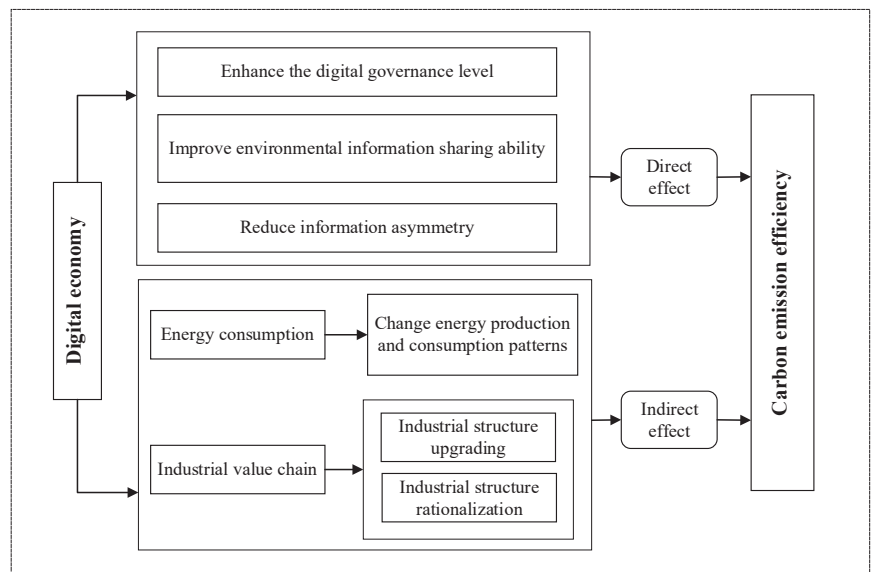 Digital economy
Enhance the digital governance level
Improve environmental information sharing ability
Reduce information asymmetry
Direct
effect
Energy consumption
Change energy production
and consumption patterns
Industrial value chain
Industrial structure
upgrading
Industrial structure
rationalization
Indirect
effect
Carbon emission efficiency